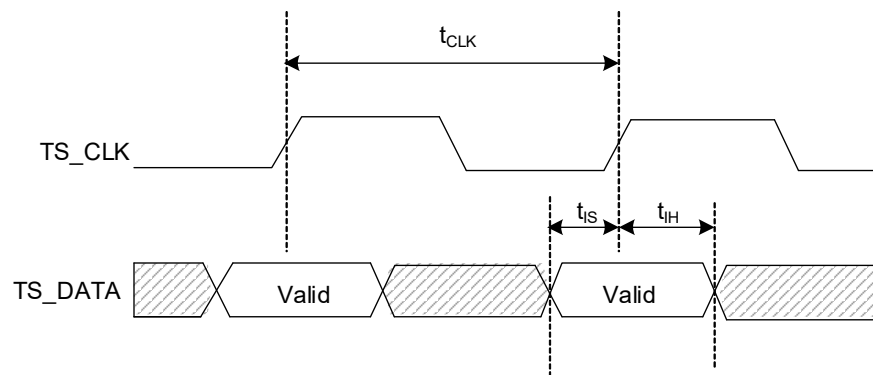 tCLK
TS_CLK
tIS tIH
TS_DATA Valid Valid